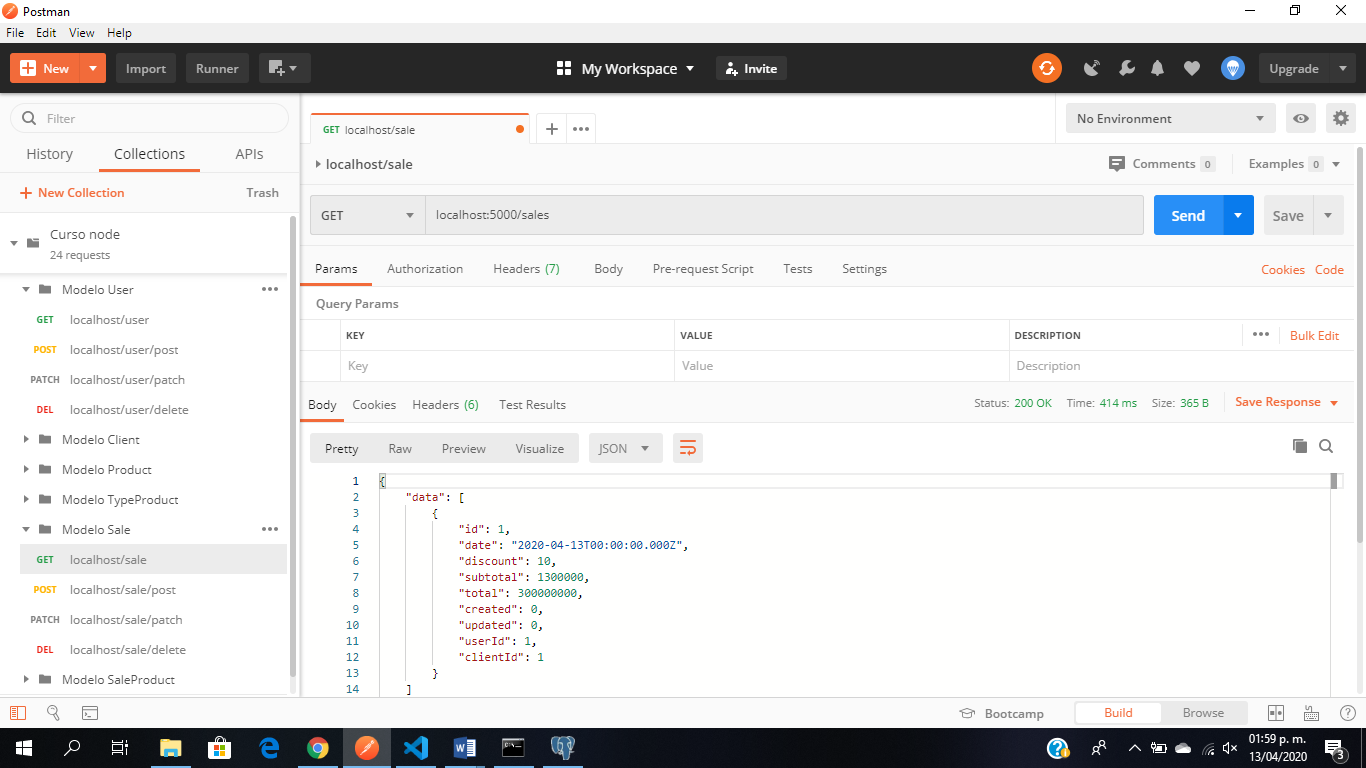 Postman
File Edit View Help
New Import Runner My Workspace Invite Upgrade
Filter
History Collections APIs
New Collection Trash
Curso node
24 requests
Modelo User
GET localhost/user
POST localhost/user/post
PATCH localhost/user/patch
DEL localhost/user/delete
Modelo Client
Modelo Product
Modelo TypeProduct
Modelo Sale
GET localhost/sale
POST localhost/sale/post
PATCH localhost/sale/patch
DEL localhost/sale/delete
Modelo SaleProduct
GET localhost/sale
No Environment
localhost/sale Comments 0 Examples 0
GET localhost:5000/sales Send Save
Params Authorization Headers (7) Body Pre-request Script Tests Settings Cookies Code
Query Params
KEY VALUE DESCRIPTION Bulk Edit
Key Value Description
Body Cookies Headers (6) Test Results Status: 200 OK Time: 414 ms Size: 365 B Save Response
Pretty Raw Preview Visualize JSON
1 {
2 "data": [
3 {
4 "id": 1,
5 "date": "2020-04-13T00:00:00.000Z",
6 "discount": 10,
7 "subtotal": 1300000,
8 "total": 300000000,
9 "created": 0,
10 "updated": 0,
11 "userId": 1,
12 "clientId": 1
13 }
14 ]
Bootcamp Build Browse
01:59 p. m.
13/04/2020
3